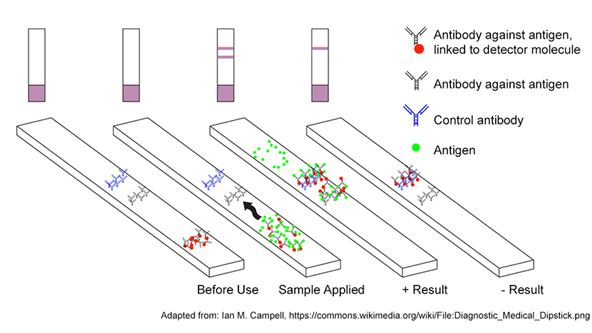 Antibody against antigen,
linked to detector molecule
Antibody against antigen
Control antibody
Antigen
Before Use
Sample Applied
+ Result
- Result
Adapted from: Ian M. Campell, https://commons.wikimedia.org/wiki/File:Diagnostic_Medical_Dipstick.png